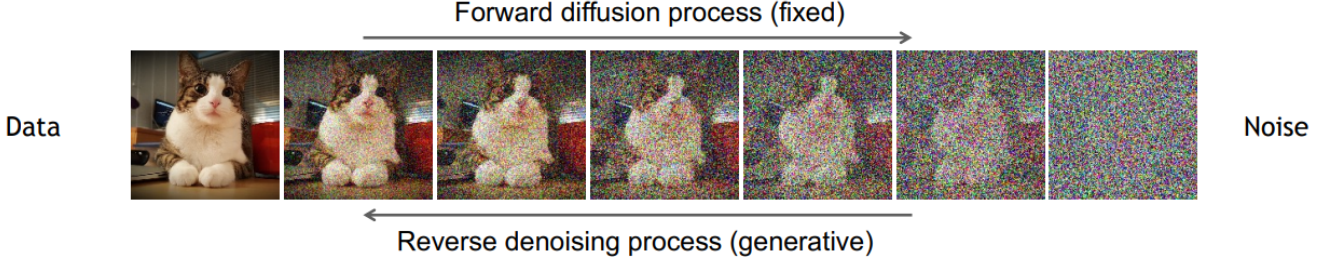 Forward diffusion process (fixed)
Data
Noise
Reverse denoising process (generative)